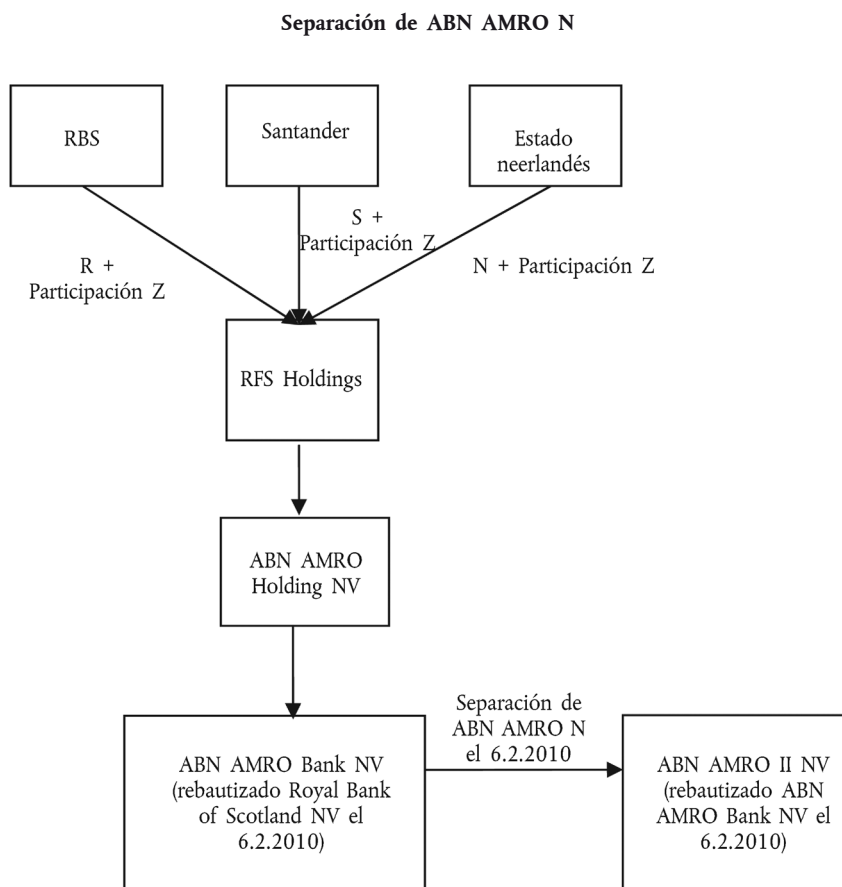 Separación de ABN AMRO N
RBS
Santander
Estado
neerlandés
S +
Participación Z
R +
Participación Z
N + Participación Z
RFS Holdings
ABN AMRO
Holding NV
Separación de
ABN AMRO N
el 6.2.2010
ABN AMRO Bank NV
(rebautizado Royal Bank
of Scotland NV el
6.2.2010)
ABN AMRO II NV
(rebautizado ABN
AMRO Bank NV el
6.2.2010)